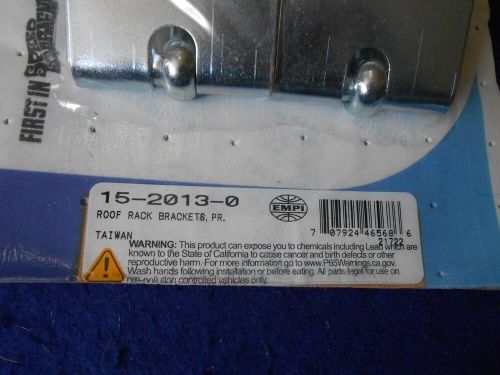 FIRST IN
15-2013-0
ROOF RACK BRACKETS, PR.
EMPI
TAIWAN
7 07924 46568 6
21722
WARNING: This product can expose you to chemicals including Lead which are
known to the State of California to cause cancer and birth defects or other
reproductive harm. For more information go to www.P65Warnings.ca.gov.
Wash hands following installation or before eating. All parts legal for use on
pre-pollution controlled vehicles only.